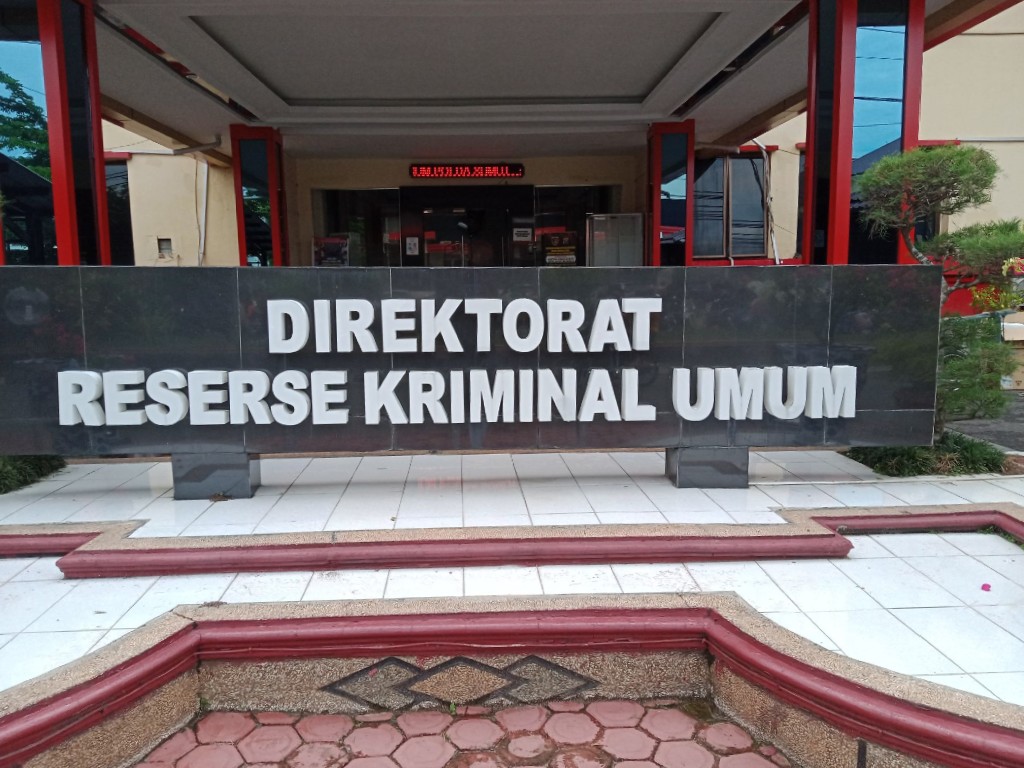 DIREKTORAT
RESERSE KRIMINAL UMUM